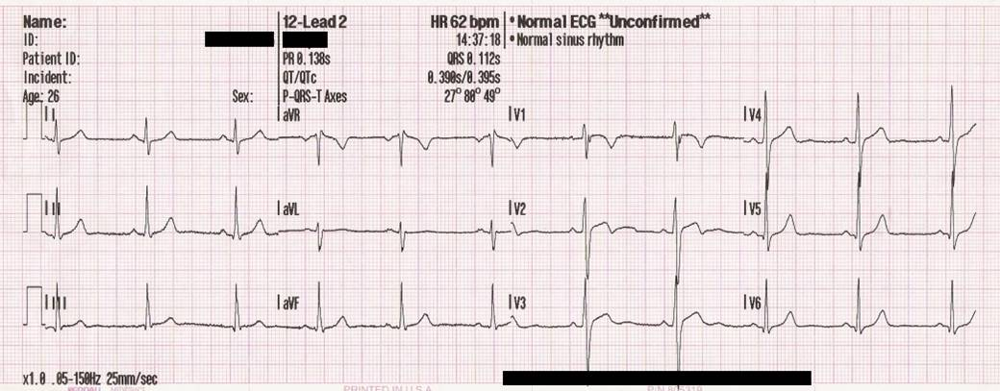 Name:
ID:
Patient ID:
Incident:
Age: 26 Sex:
12-Lead 2 HR 62 bpm
14:37:18
PR 0.138s QRS 0.112s
QT/QTc 0.390s/0.395s
P-QRS-T Axes 27° 80° 49°
• Normal ECG **Unconfirmed**
• Normal sinus rhythm
I aVR V1 V4
II aVL V2 V5
III aVF V3 V6
x1.0 .05-150Hz 25mm/sec
PRINTED IN U.S.A.